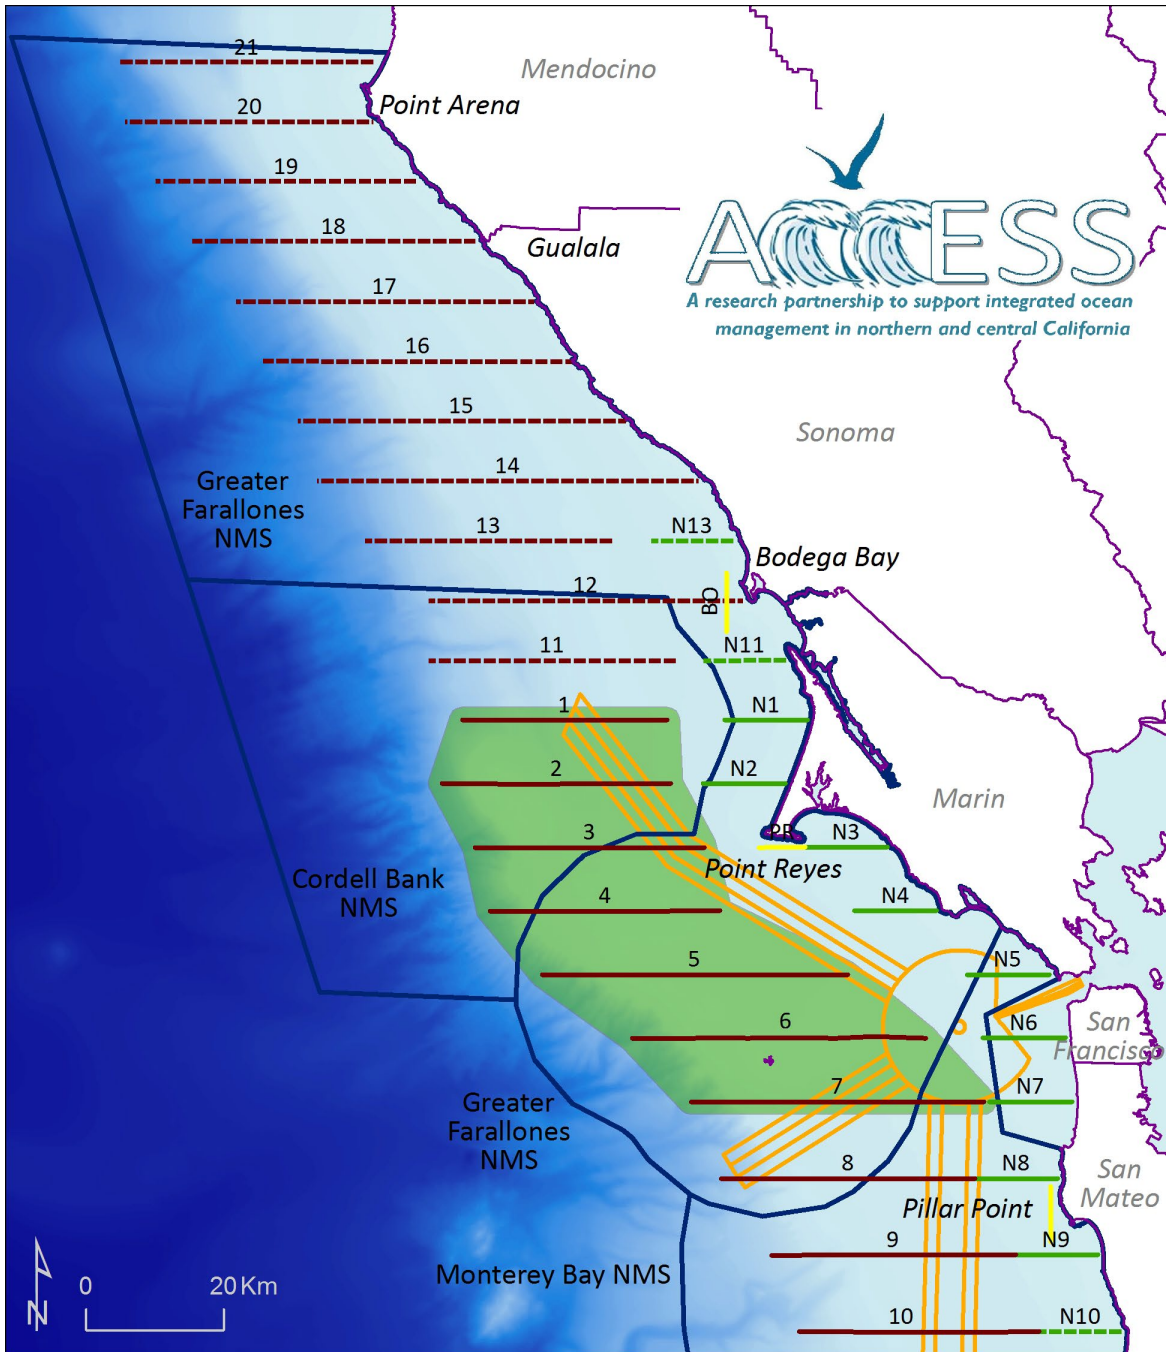 21
Mendocino
20
Point Arena
19
18
Gualala
ACCESS
A research partnership to support integrated ocean
management in northern and central California
17
16
15
Sonoma
14
Greater
Farallones
NMS
13
N13
Bodega Bay
12
BO
11
N11
1
N1
2
N2
Marin
3
PR
N3
Point Reyes
Cordell Bank
NMS
4
N4
5
N5
6
N6
San
Francisco
7
N7
Greater
Farallones
NMS
8
N8
San
Mateo
Pillar Point
9
N9
Monterey Bay NMS
0
20 Km
N
10
N10